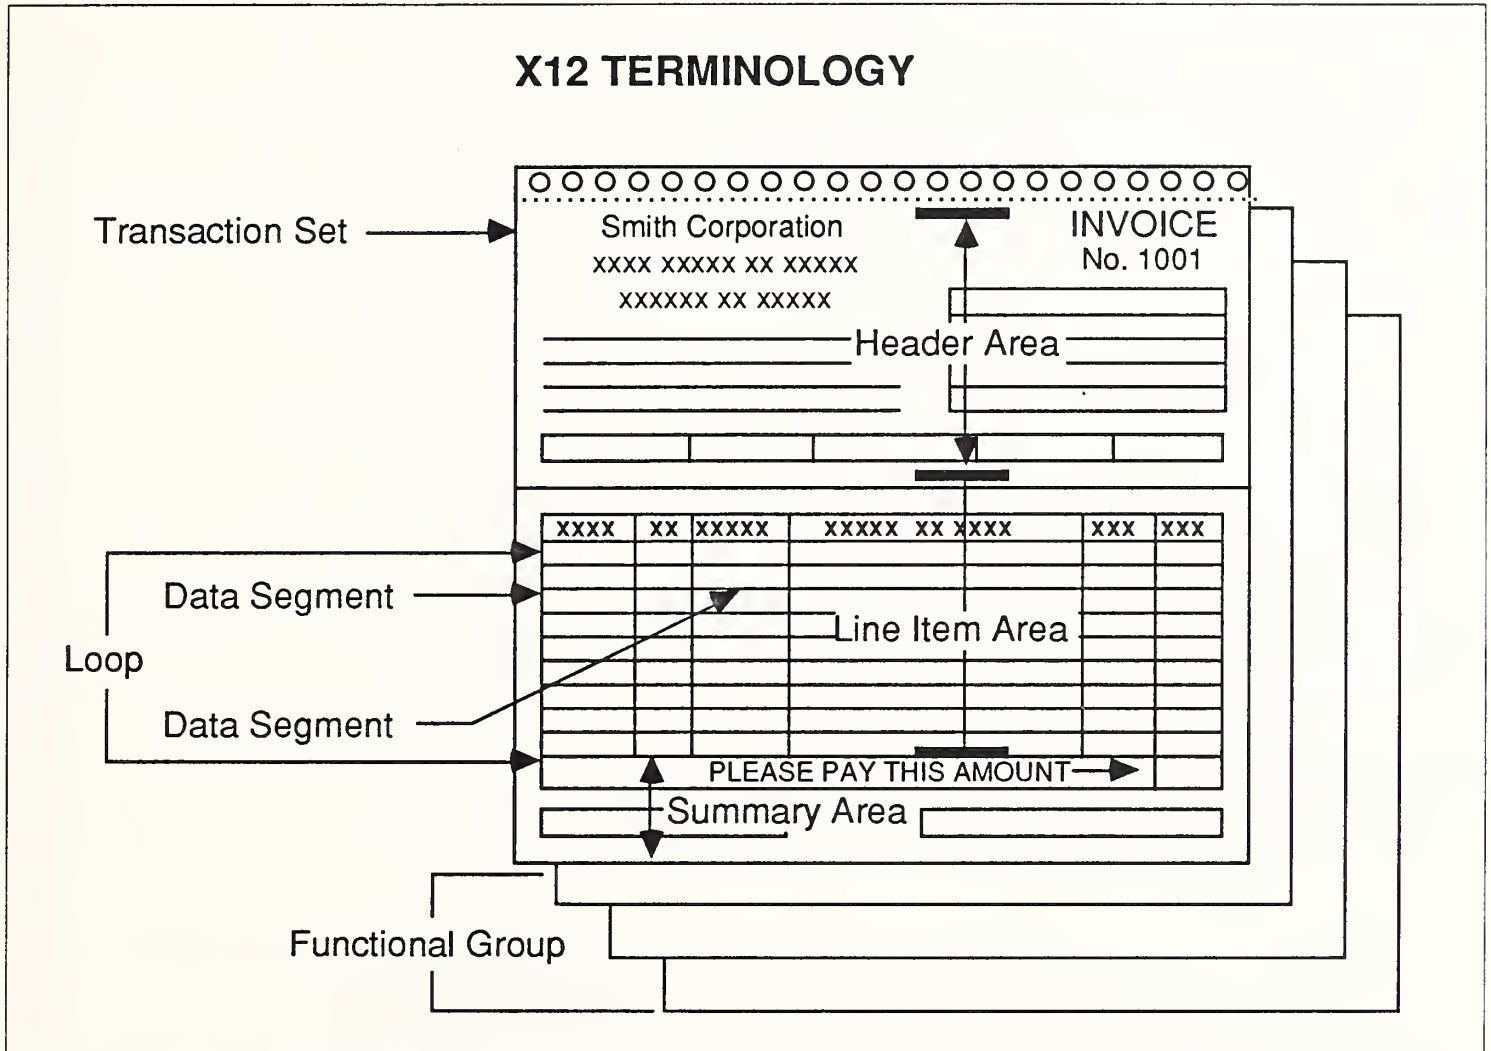 X12 TERMINOLOGY
Transaction Set
Smith Corporation
INVOICE
xxxx xxxxx xx xxxxx
No. 1001
xxxxxx xx xxxxx
Header Area
xxxx xx xxxxx xxxxx xx xxxx xxx xxx
Data Segment
Line Item Area
Loop
Data Segment
PLEASE PAY THIS AMOUNT
Summary Area
Functional Group